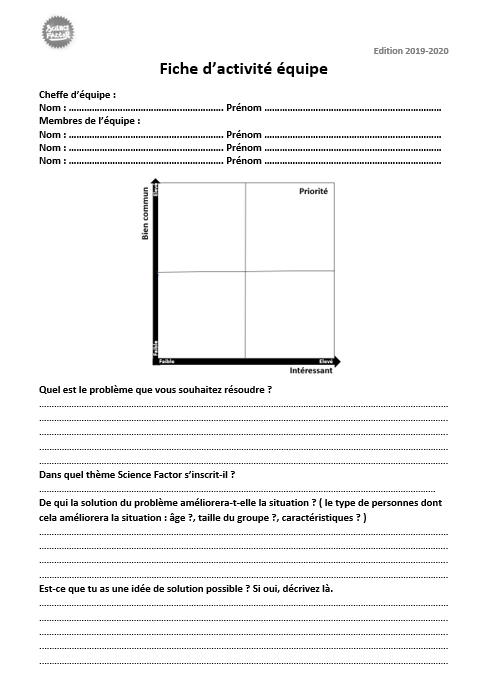 Science
Factor
Edition 2019-2020
Fiche d’activité équipe
Cheffe d’équipe :
Nom : ........................................................ Prénom ................................................................
Membres de l’équipe :
Nom : ........................................................ Prénom ................................................................
Nom : ........................................................ Prénom ................................................................
Nom : ........................................................ Prénom ................................................................
Elevé
Priorité
Bien commun
Faible
Faible Elevé
Intéressant
Quel est le problème que vous souhaitez résoudre ?
Dans quel thème Science Factor s’inscrit-il ?
De qui la solution du problème améliorera-t-elle la situation ? ( le type de personnes dont
cela améliorera la situation : âge ?, taille du groupe ?, caractéristiques ? )
Est-ce que tu as une idée de solution possible ? Si oui, décrivez là.